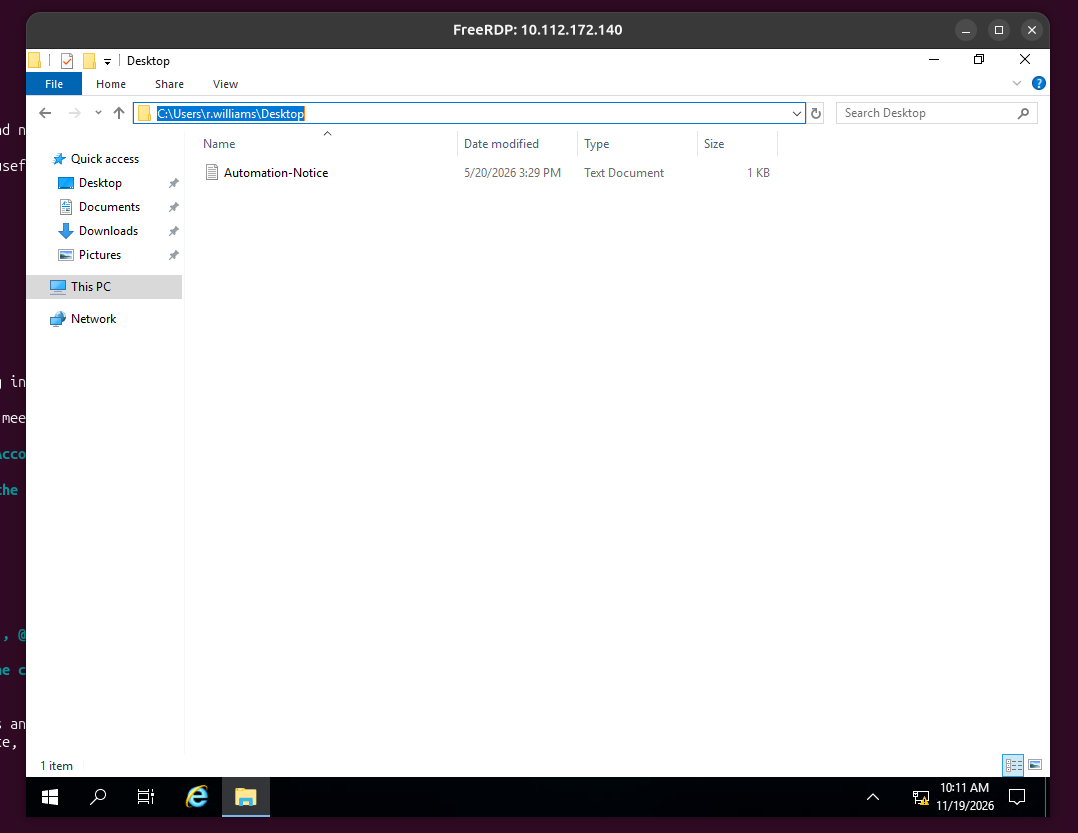 FreeRDP: 10.112.172.140
Desktop
File Home Share View
C:\Users\r.williams\Desktop
Search Desktop
Name Date modified Type Size
Quick access
Automation-Notice 5/20/2026 3:29 PM Text Document 1 KB
Desktop
Documents
Downloads
Pictures
This PC
Network
in
the
, @
1 item
10:11 AM
11/19/2026